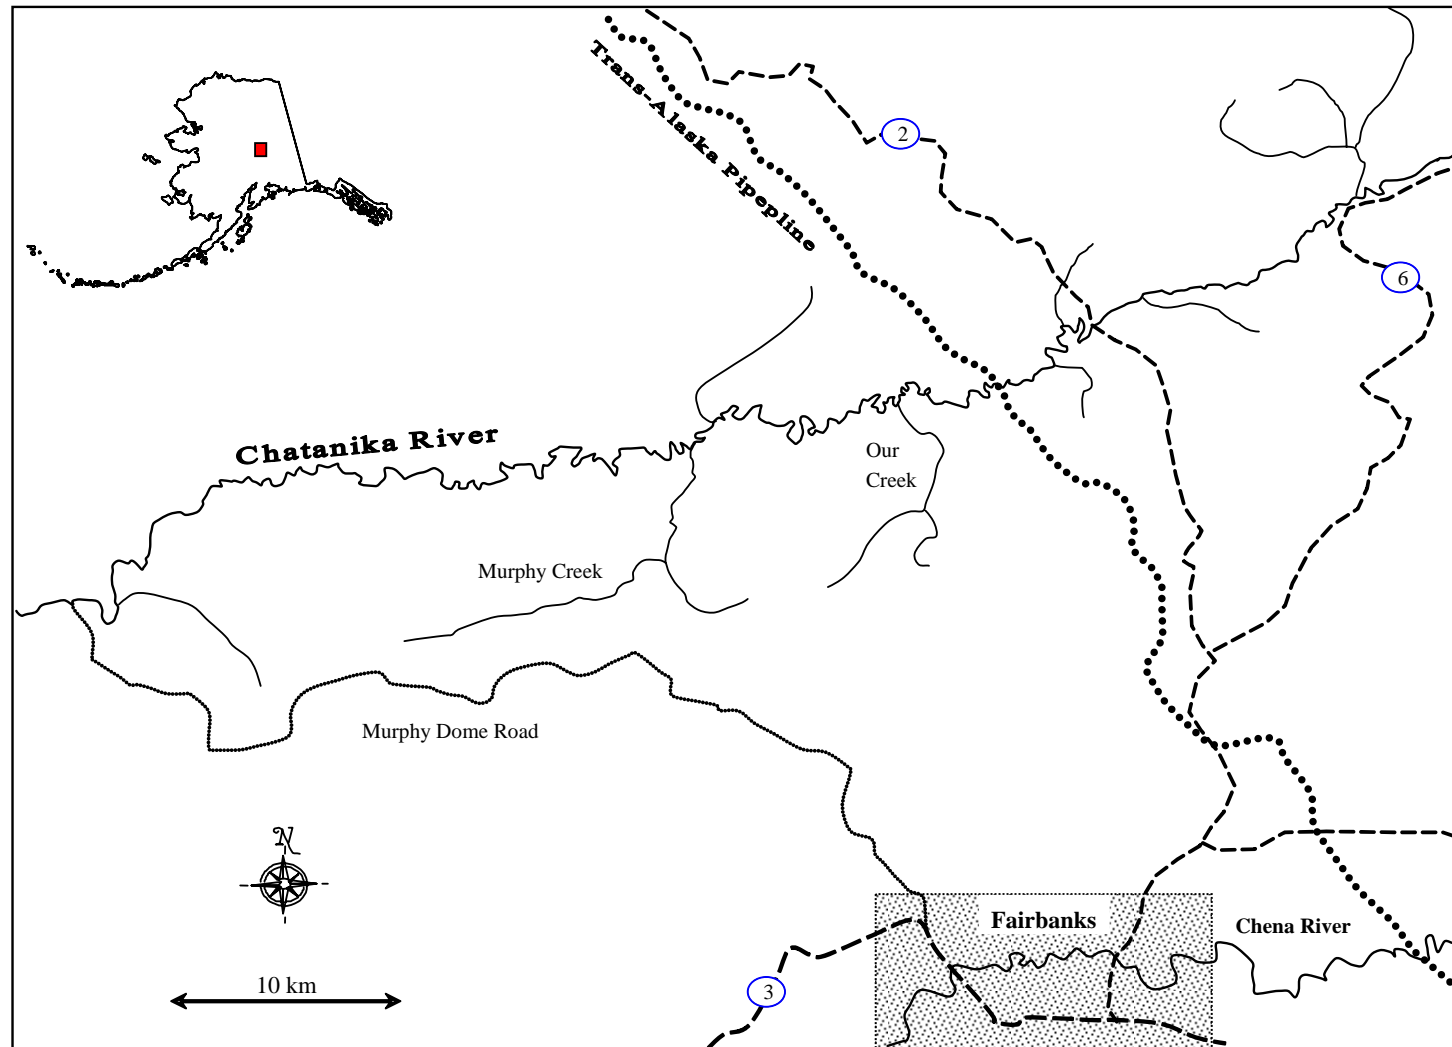 Trans-Alaska Pipepline
2
6
Chatanika River
Our
Creek
Murphy Creek
Murphy Dome Road
N
Fairbanks
Chena River
10 km
3